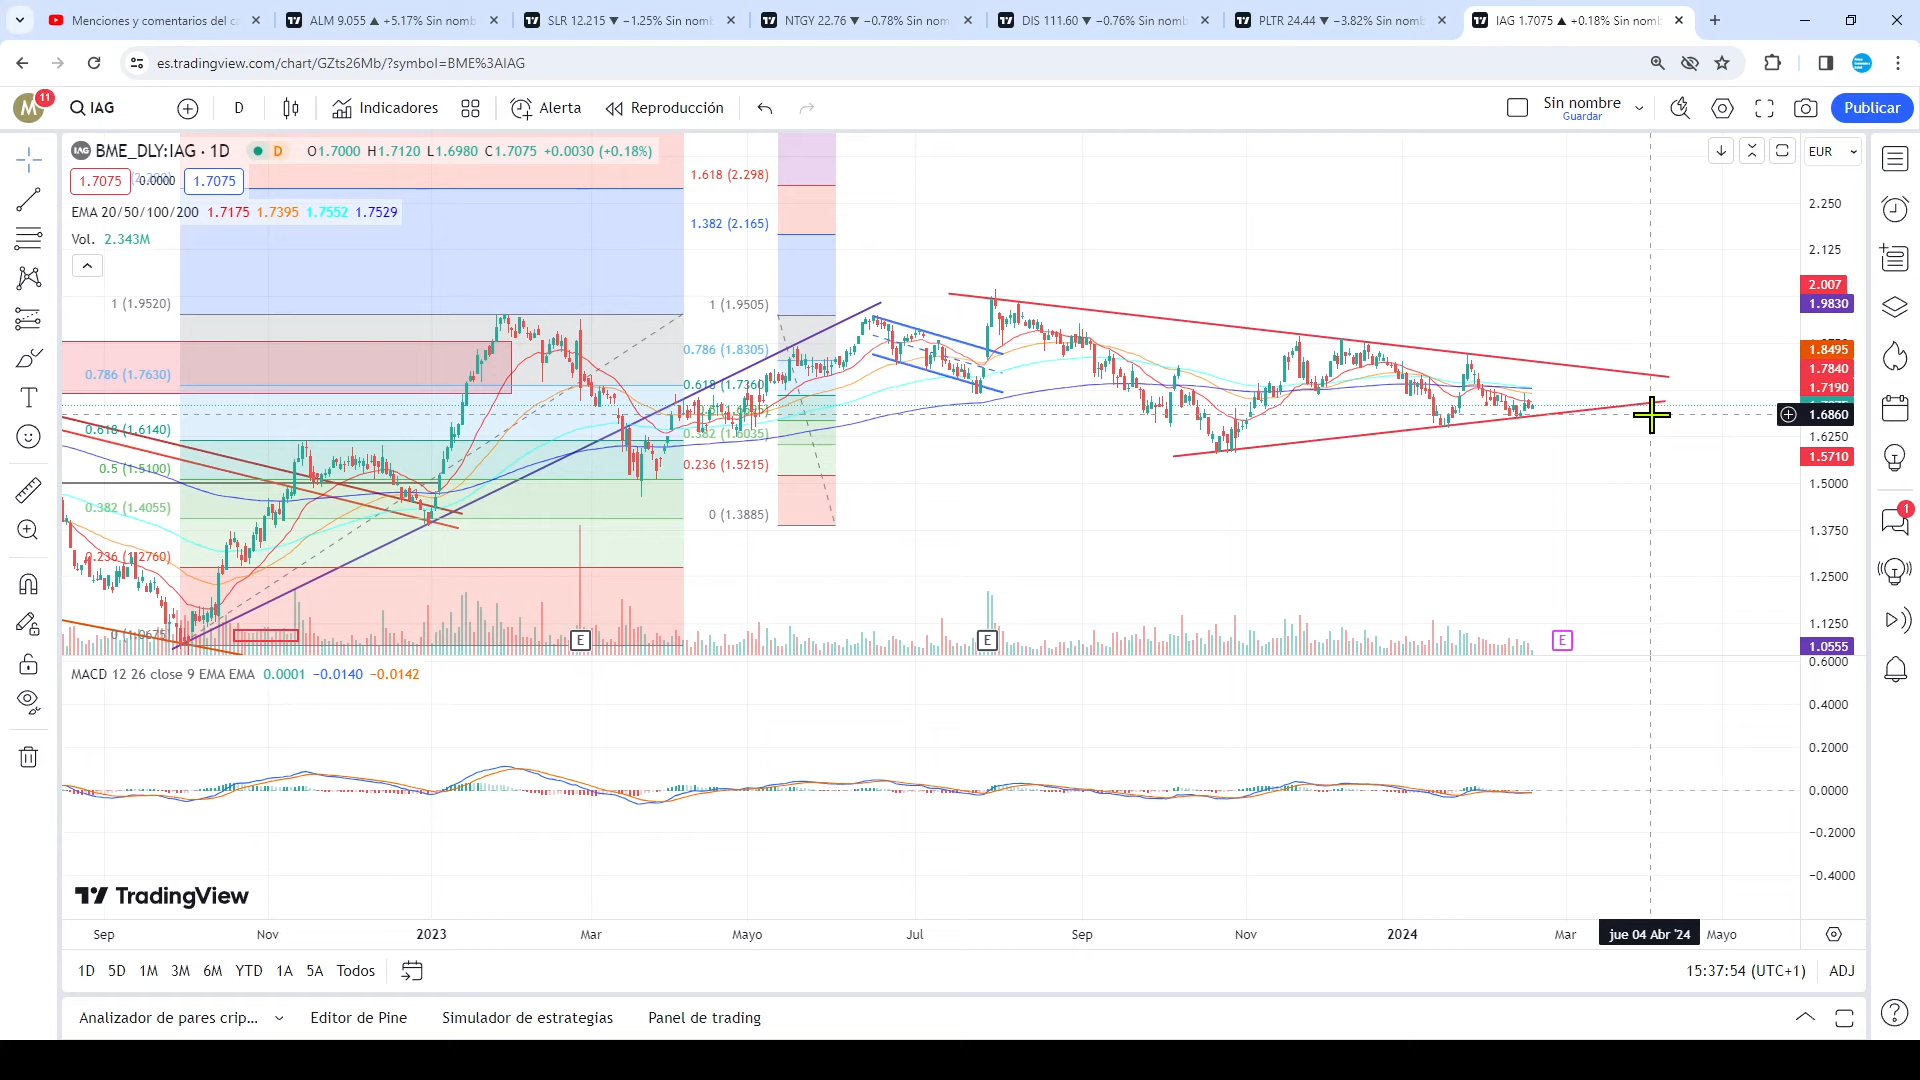 Menciones y comentarios del c
ALM 9.055 ▲ +5.17% Sin nomb
SLR 12.215 ▼ −1.25% Sin nomb
NTGY 22.76 ▼ −0.78% Sin nom
DIS 111.60 ▼ −0.76% Sin nomb
PLTR 24.44 ▼ −3.82% Sin nomb
IAG 1.7075 ▲ +0.18% Sin nomb
es.tradingview.com/chart/GZts26Mb/?symbol=BME%3AIAG
M 11 IAG D Indicadores Alerta Reproducción Sin nombre Publicar
Guardar
IAG BME_DLY:IAG · 1D D O1.7000 H1.7120 L1.6980 C1.7075 +0.0030 (+0.18%) EUR
1.7075 0.0000 1.7075
EMA 20/50/100/200 1.7175 1.7395 1.7552 1.7529
Vol. 2.343M
1.618 (2.298)
1.382 (2.165)
1 (1.9520)
0.786 (1.7630)
0.618 (1.6140)
0.5 (1.5100)
0.382 (1.4055)
0.236 (1.2760)
0 (1.0675)
1 (1.9505)
0.786 (1.8305)
0.618 (1.7360)
0.382 (1.6035)
0.236 (1.5215)
0 (1.3885)
2.250
2.125
2.007
1.9830
1.8495
1.7840
1.7190
1.6860
1.6250
1.5710
1.5000
1.3750
1.2500
1.1250
1.0555
E E E
MACD 12 26 close 9 EMA EMA 0.0001 −0.0140 −0.0142
0.6000
0.4000
0.2000
0.0000
−0.2000
−0.4000
TradingView
Sep Nov 2023 Mar Mayo Jul Sep Nov 2024 Mar jue 04 Abr '24 Mayo
1D 5D 1M 3M 6M YTD 1A 5A Todos 15:37:54 (UTC+1) ADJ
Analizador de pares crip... Editor de Pine Simulador de estrategias Panel de trading
1